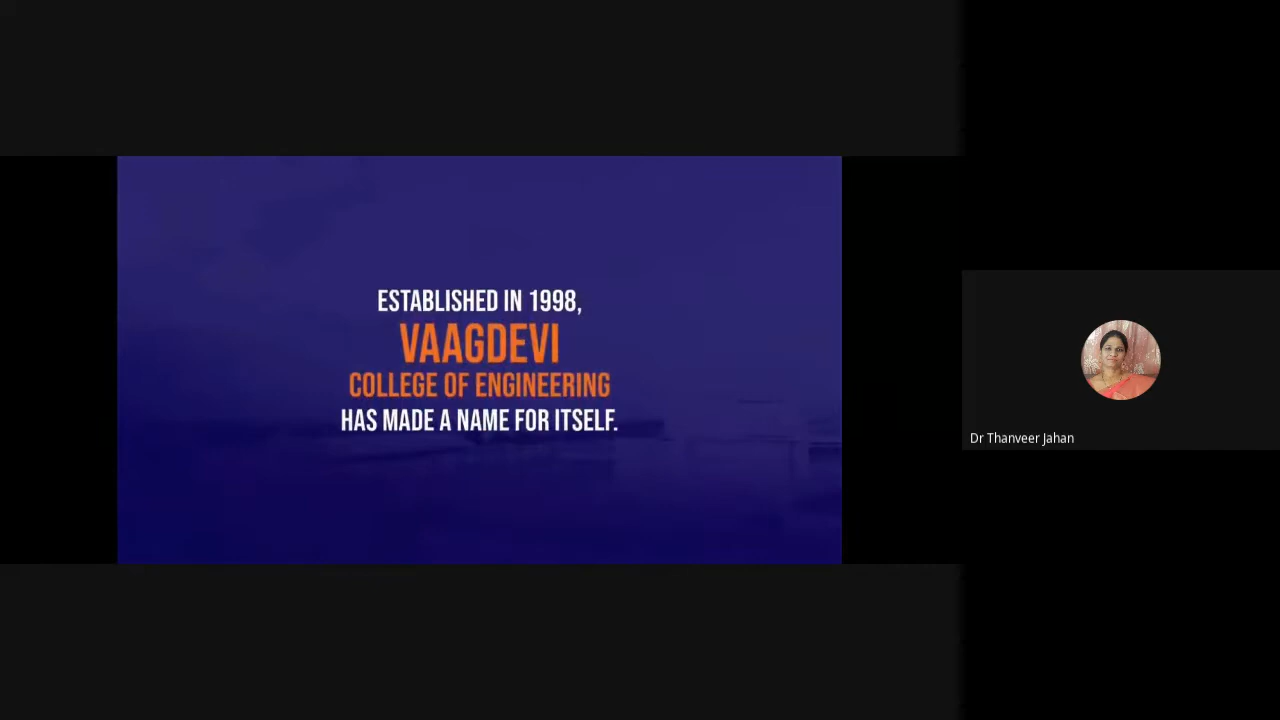 ESTABLISHED IN 1998,
VAAGDEVI
COLLEGE OF ENGINEERING
HAS MADE A NAME FOR ITSELF.
Dr Thanveer Jahan